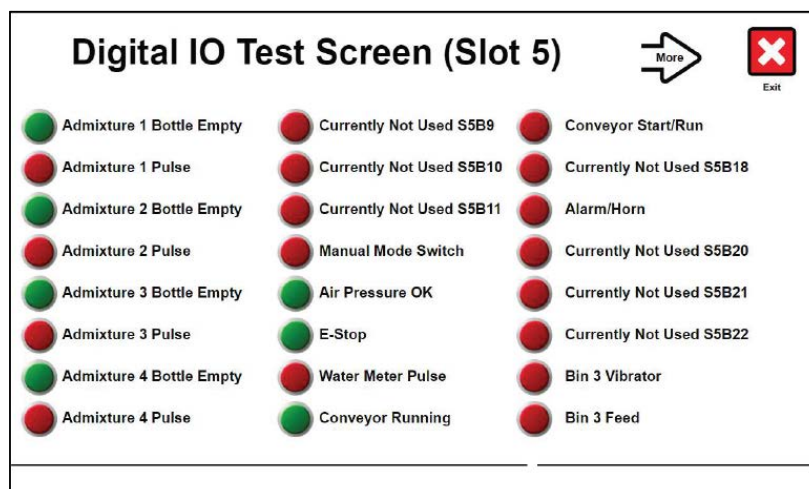 Digital IO Test Screen (Slot 5)
More
Exit
Admixture 1 Bottle Empty
Admixture 1 Pulse
Admixture 2 Bottle Empty
Admixture 2 Pulse
Admixture 3 Bottle Empty
Admixture 3 Pulse
Admixture 4 Bottle Empty
Admixture 4 Pulse
Currently Not Used S5B9
Currently Not Used S5B10
Currently Not Used S5B11
Manual Mode Switch
Air Pressure OK
E-Stop
Water Meter Pulse
Conveyor Running
Conveyor Start/Run
Currently Not Used S5B18
Alarm/Horn
Currently Not Used S5B20
Currently Not Used S5B21
Currently Not Used S5B22
Bin 3 Vibrator
Bin 3 Feed